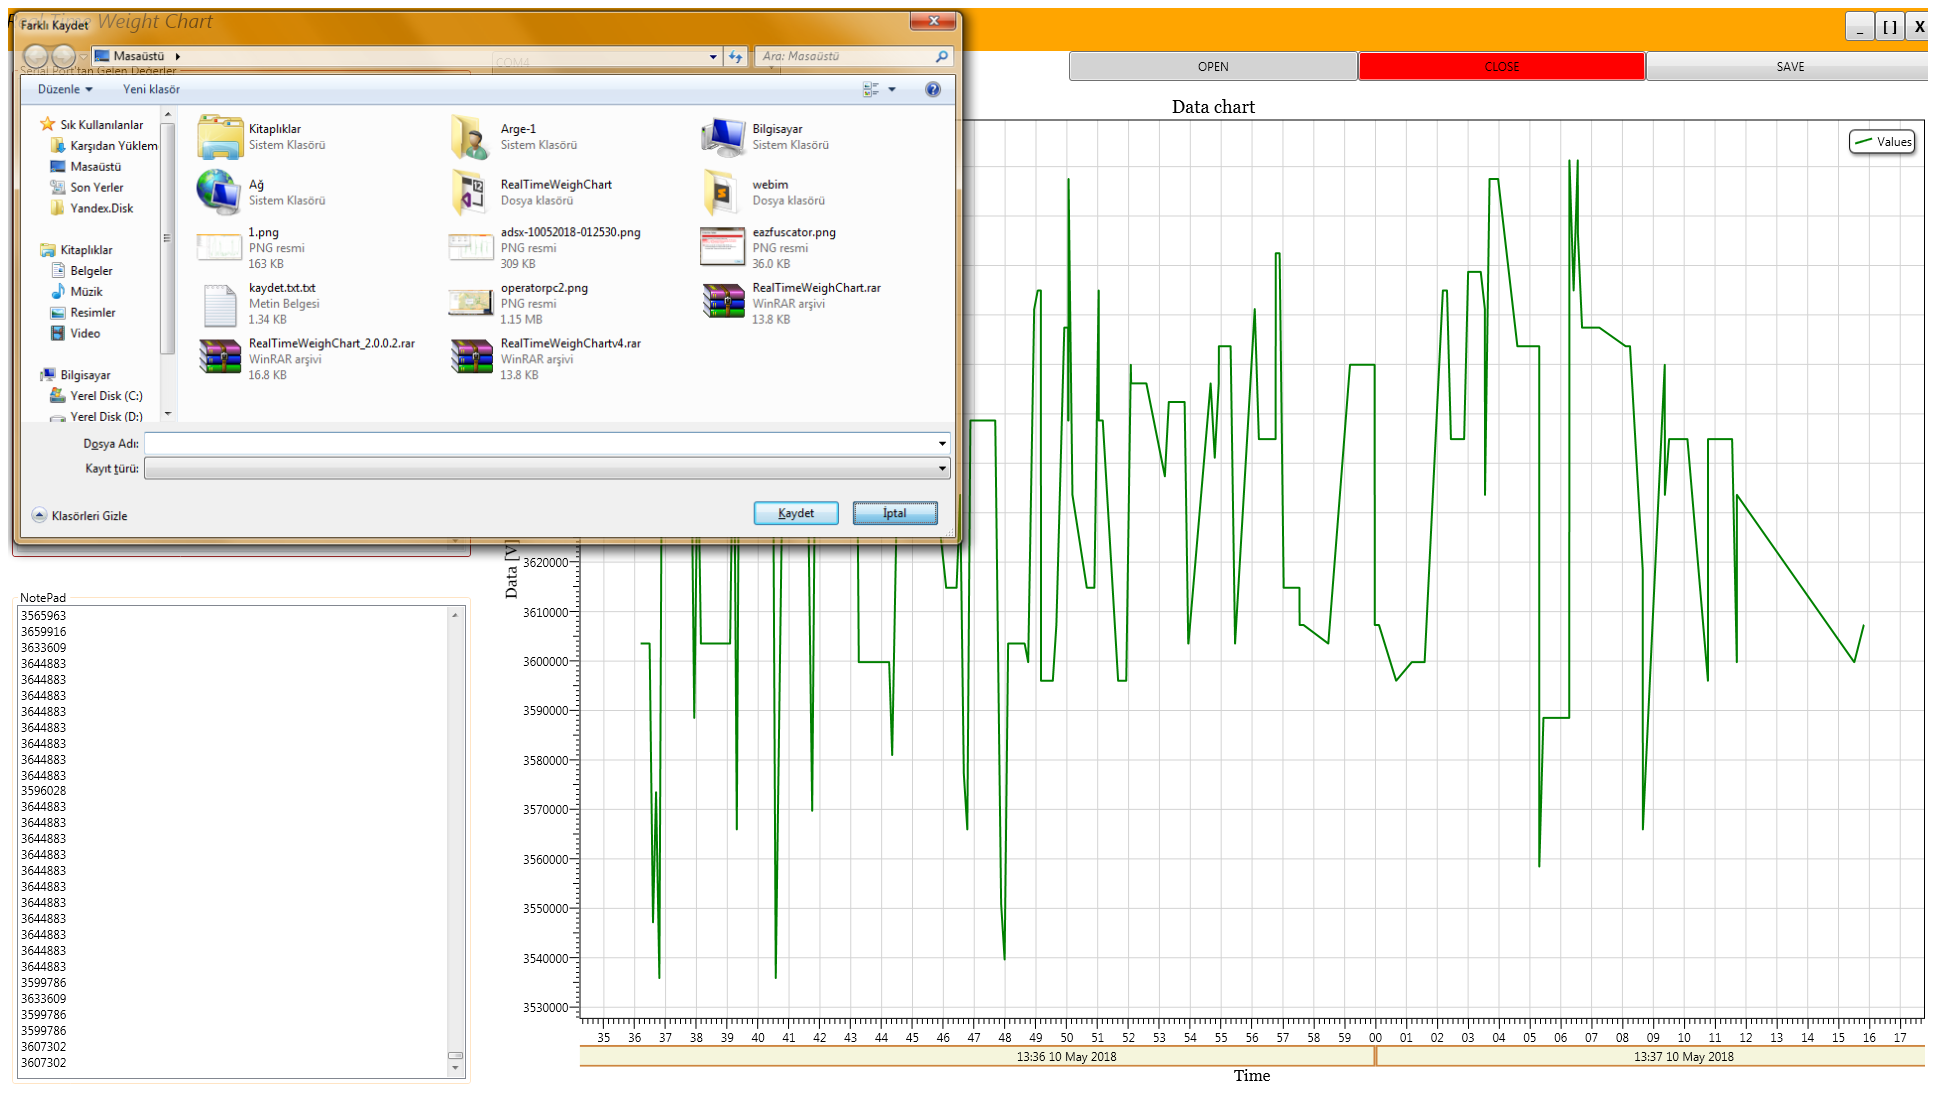 Real Time Weight Chart
Farklı Kaydet
_ [ ] X
Masaüstü
Ara: Masaüstü
COM4
Serial Port'tan Gelen Değerler
OPEN CLOSE SAVE
Düzenle Yeni klasör
Sık Kullanılanlar
Karşıdan Yüklem
Masaüstü
Son Yerler
Yandex.Disk
Kitaplıklar
Belgeler
Müzik
Resimler
Video
Bilgisayar
Yerel Disk (C:)
Yerel Disk (D:)
Kitaplıklar
Sistem Klasörü
Arge-1
Sistem Klasörü
Bilgisayar
Sistem Klasörü
Ağ
Sistem Klasörü
RealTimeWeighChart
Dosya klasörü
webim
Dosya klasörü
1.png
PNG resmi
163 KB
adsx-10052018-012530.png
PNG resmi
309 KB
eazfuscator.png
PNG resmi
36.0 KB
kaydet.txt.txt
Metin Belgesi
1.34 KB
operatorpc2.png
PNG resmi
1.15 MB
RealTimeWeighChart.rar
WinRAR arşivi
13.8 KB
RealTimeWeighChart_2.0.0.2.rar
WinRAR arşivi
16.8 KB
RealTimeWeighChartv4.rar
WinRAR arşivi
13.8 KB
Dosya Adı:
Kayıt türü:
Klasörleri Gizle
Kaydet İptal
NotePad
3565963
3659916
3633609
3644883
3644883
3644883
3644883
3644883
3644883
3644883
3644883
3596028
3644883
3644883
3644883
3644883
3644883
3644883
3644883
3644883
3644883
3644883
3644883
3599786
3633609
3599786
3599786
3607302
3607302
Data chart
Values
Data [V]
3620000
3610000
3600000
3590000
3580000
3570000
3560000
3550000
3540000
3530000
35 36 37 38 39 40 41 42 43 44 45 46 47 48 49 50 51 52 53 54 55 56 57 58 59 00 01 02 03 04 05 06 07 08 09 10 11 12 13 14 15 16 17
13:36 10 May 2018 13:37 10 May 2018
Time